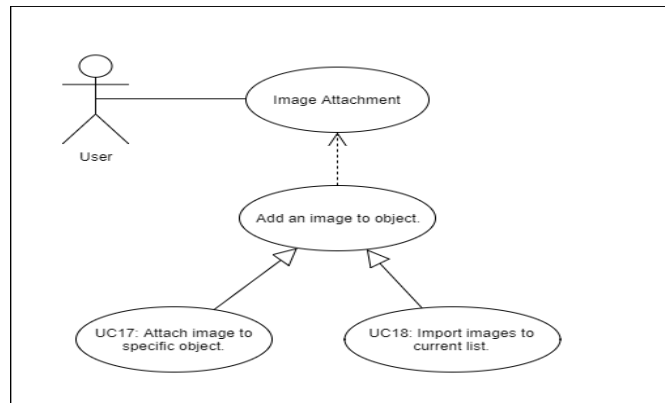 Image Attachment
User
Add an image to object.
UC17: Attach image to
specific object.
UC18: Import images to
current list.